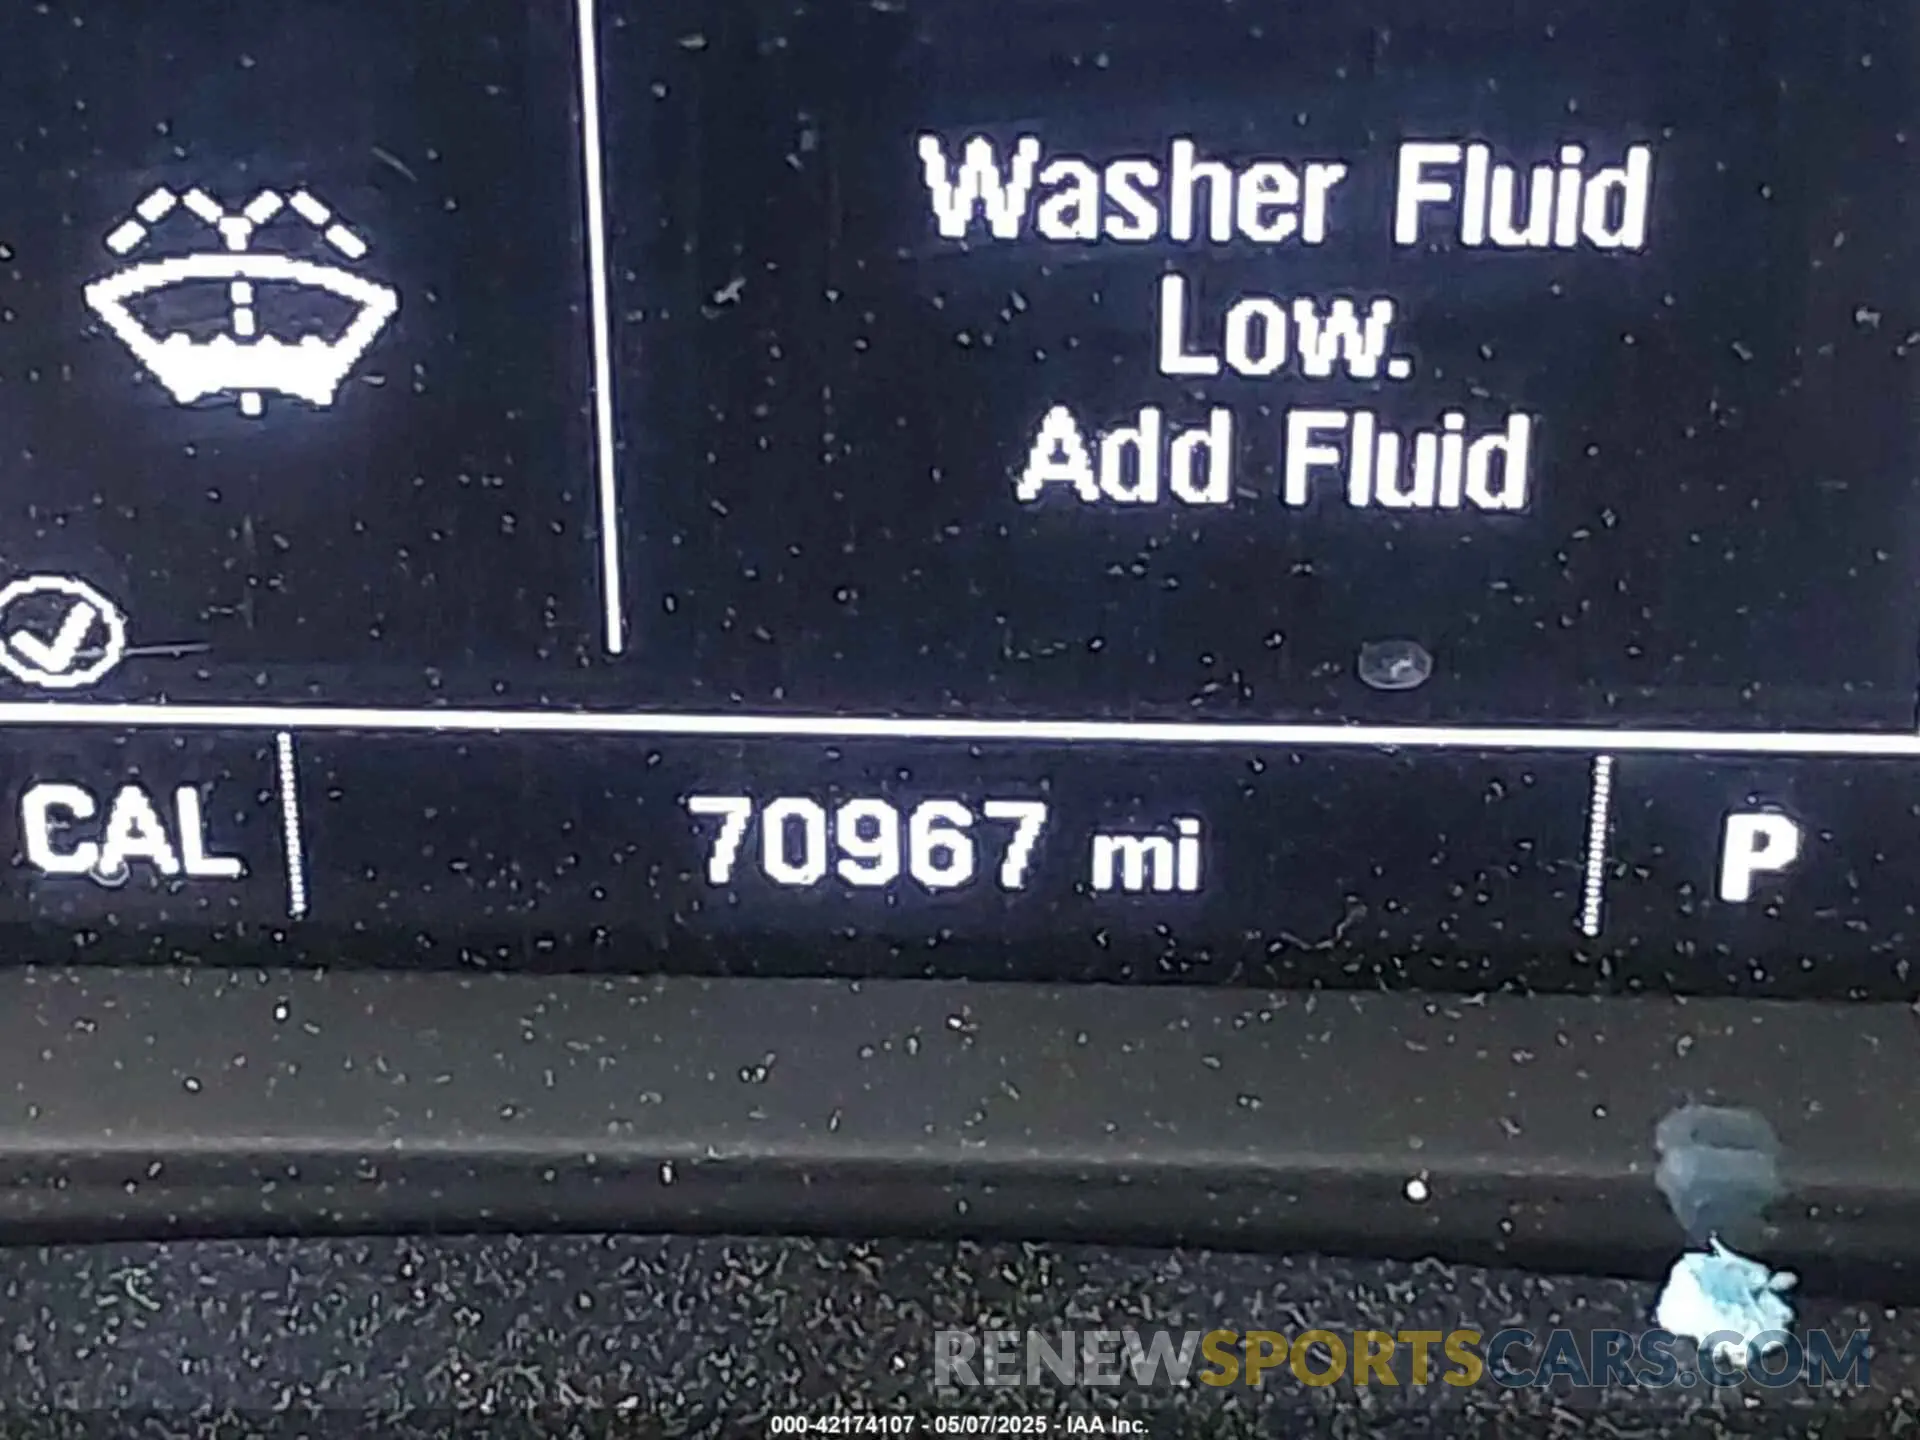 Washer Fluid
Low.
Add Fluid
CAL
70967 mi
P
RENEWSPORTSCARS.COM
000-42174107 - 05/07/2025 - IAA Inc.